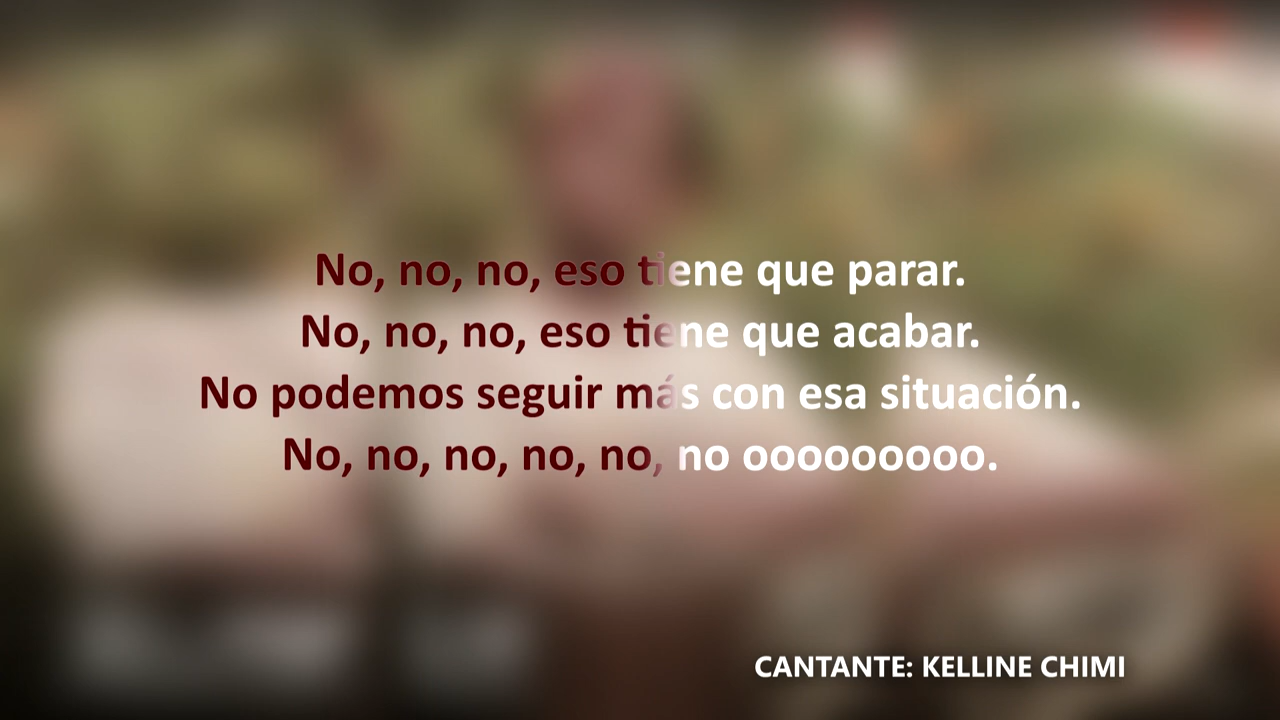 No, no, no, eso tiene que parar.
No, no, no, eso tiene que acabar.
No podemos seguir más con esa situación.
No, no, no, no, no, no ooooooooo.
CANTANTE: KELLINE CHIMI